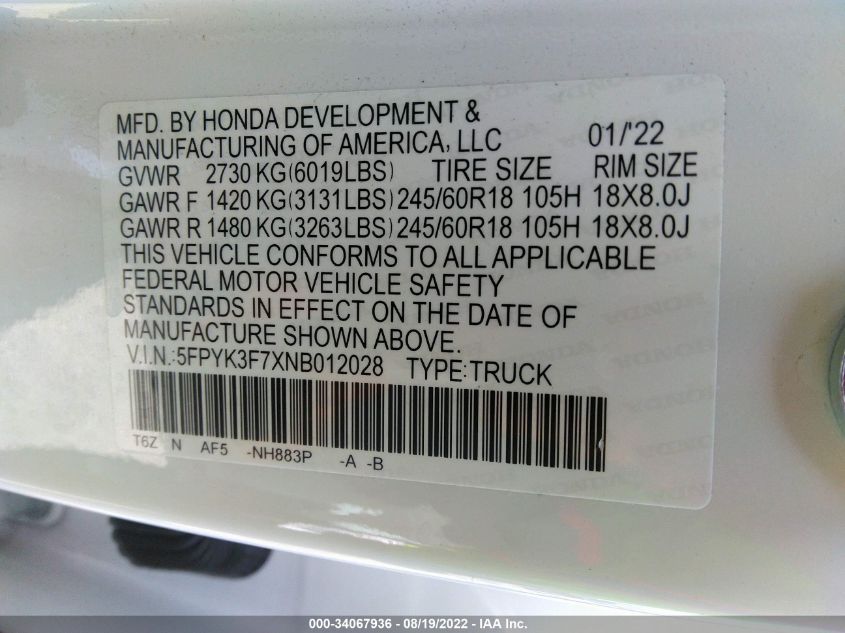 MFD. BY HONDA DEVELOPMENT &
MANUFACTURING OF AMERICA, LLC 01/'22
GVWR 2730 KG(6019LBS) TIRE SIZE RIM SIZE
GAWR F 1420 KG(3131LBS) 245/60R18 105H 18X8.0J
GAWR R 1480 KG(3263LBS) 245/60R18 105H 18X8.0J
THIS VEHICLE CONFORMS TO ALL APPLICABLE
FEDERAL MOTOR VEHICLE SAFETY
STANDARDS IN EFFECT ON THE DATE OF
MANUFACTURE SHOWN ABOVE.
V.I.N.:5FPYK3F7XNB012028 TYPE:TRUCK
T6Z N AF5 -NH883P -A -B
000-34067936 - 08/19/2022 - IAA Inc.